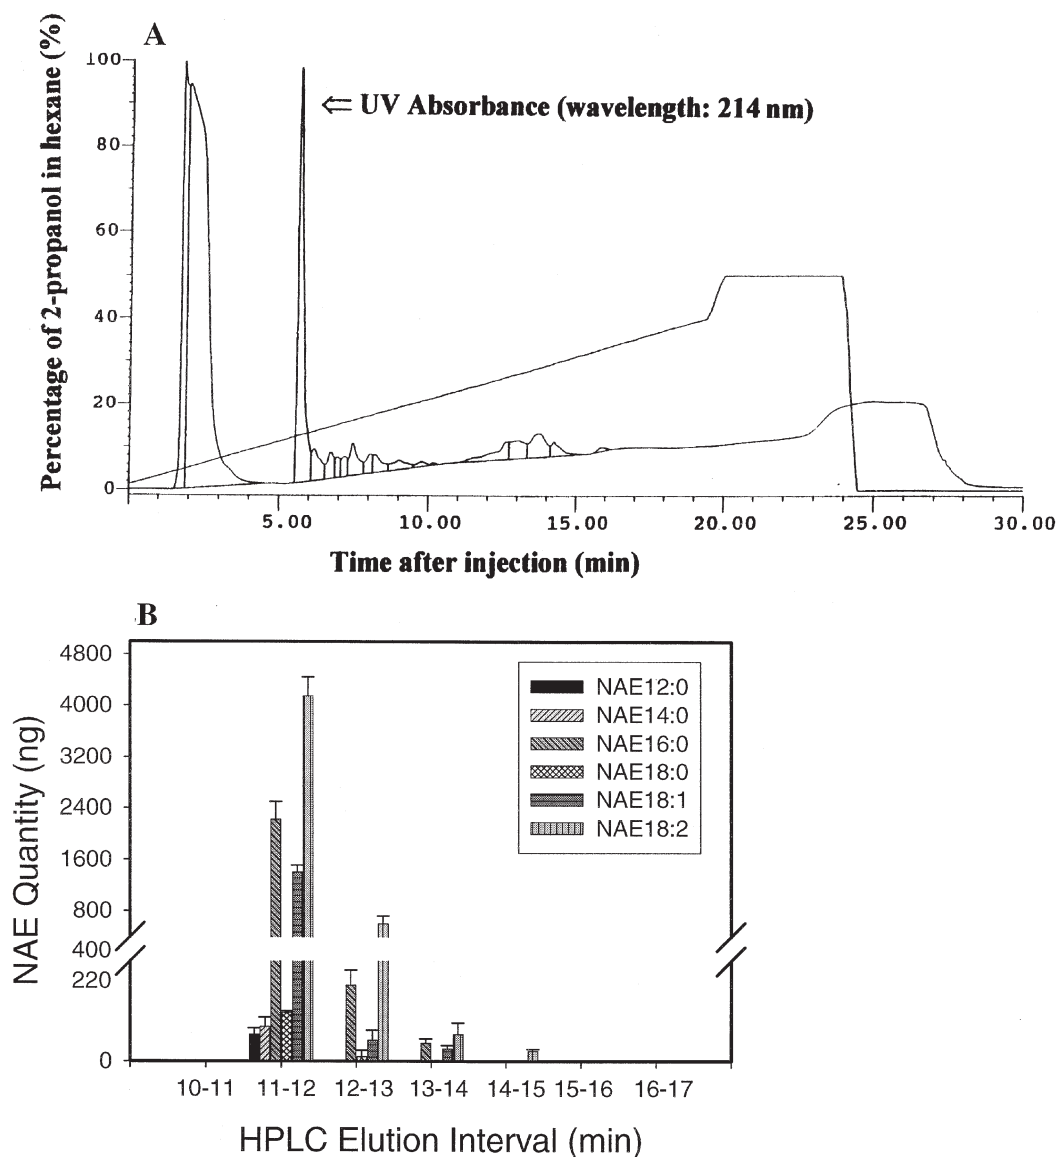 A
Percentage of 2-propanol in hexane (%)
100
80
60
40
20
0
⇐ UV Absorbance (wavelength: 214 nm)
5.00 10.00 15.00 20.00 25.00 30.00
Time after injection (min)
B
NAE Quantity (ng)
4800
4000
3200
2400
1600
800
400
220
0
NAE12:0
NAE14:0
NAE16:0
NAE18:0
NAE18:1
NAE18:2
10-11 11-12 12-13 13-14 14-15 15-16 16-17
HPLC Elution Interval (min)